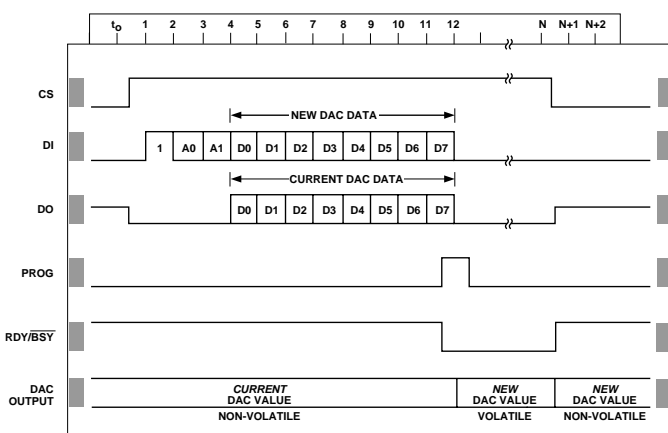 to 1 2 3 4 5 6 7 8 9 10 11 12 N N+1 N+2
CS
NEW DAC DATA
DI 1 A0 A1 D0 D1 D2 D3 D4 D5 D6 D7
CURRENT DAC DATA
DO D0 D1 D2 D3 D4 D5 D6 D7
PROG
RDY/BSY
DAC OUTPUT
CURRENT DAC VALUE
NEW DAC VALUE
NEW DAC VALUE
NON-VOLATILE
VOLATILE
NON-VOLATILE